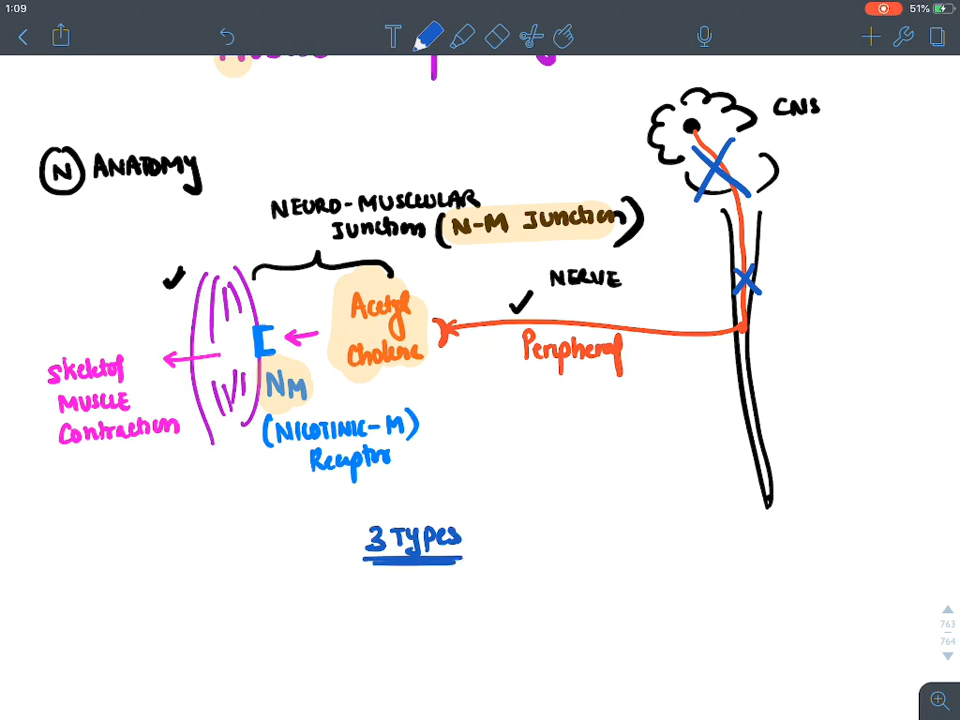 1:09
51%
T
CNS
N ANATOMY
NEURO-MUSCULAR
Junction (N-M Junction)
NERVE
Acetyl
Cholene
Peripheral
NM
(NICOTINIC-M)
Receptor
Skeletal
MUSCLE
Contraction
3 Types
763
764